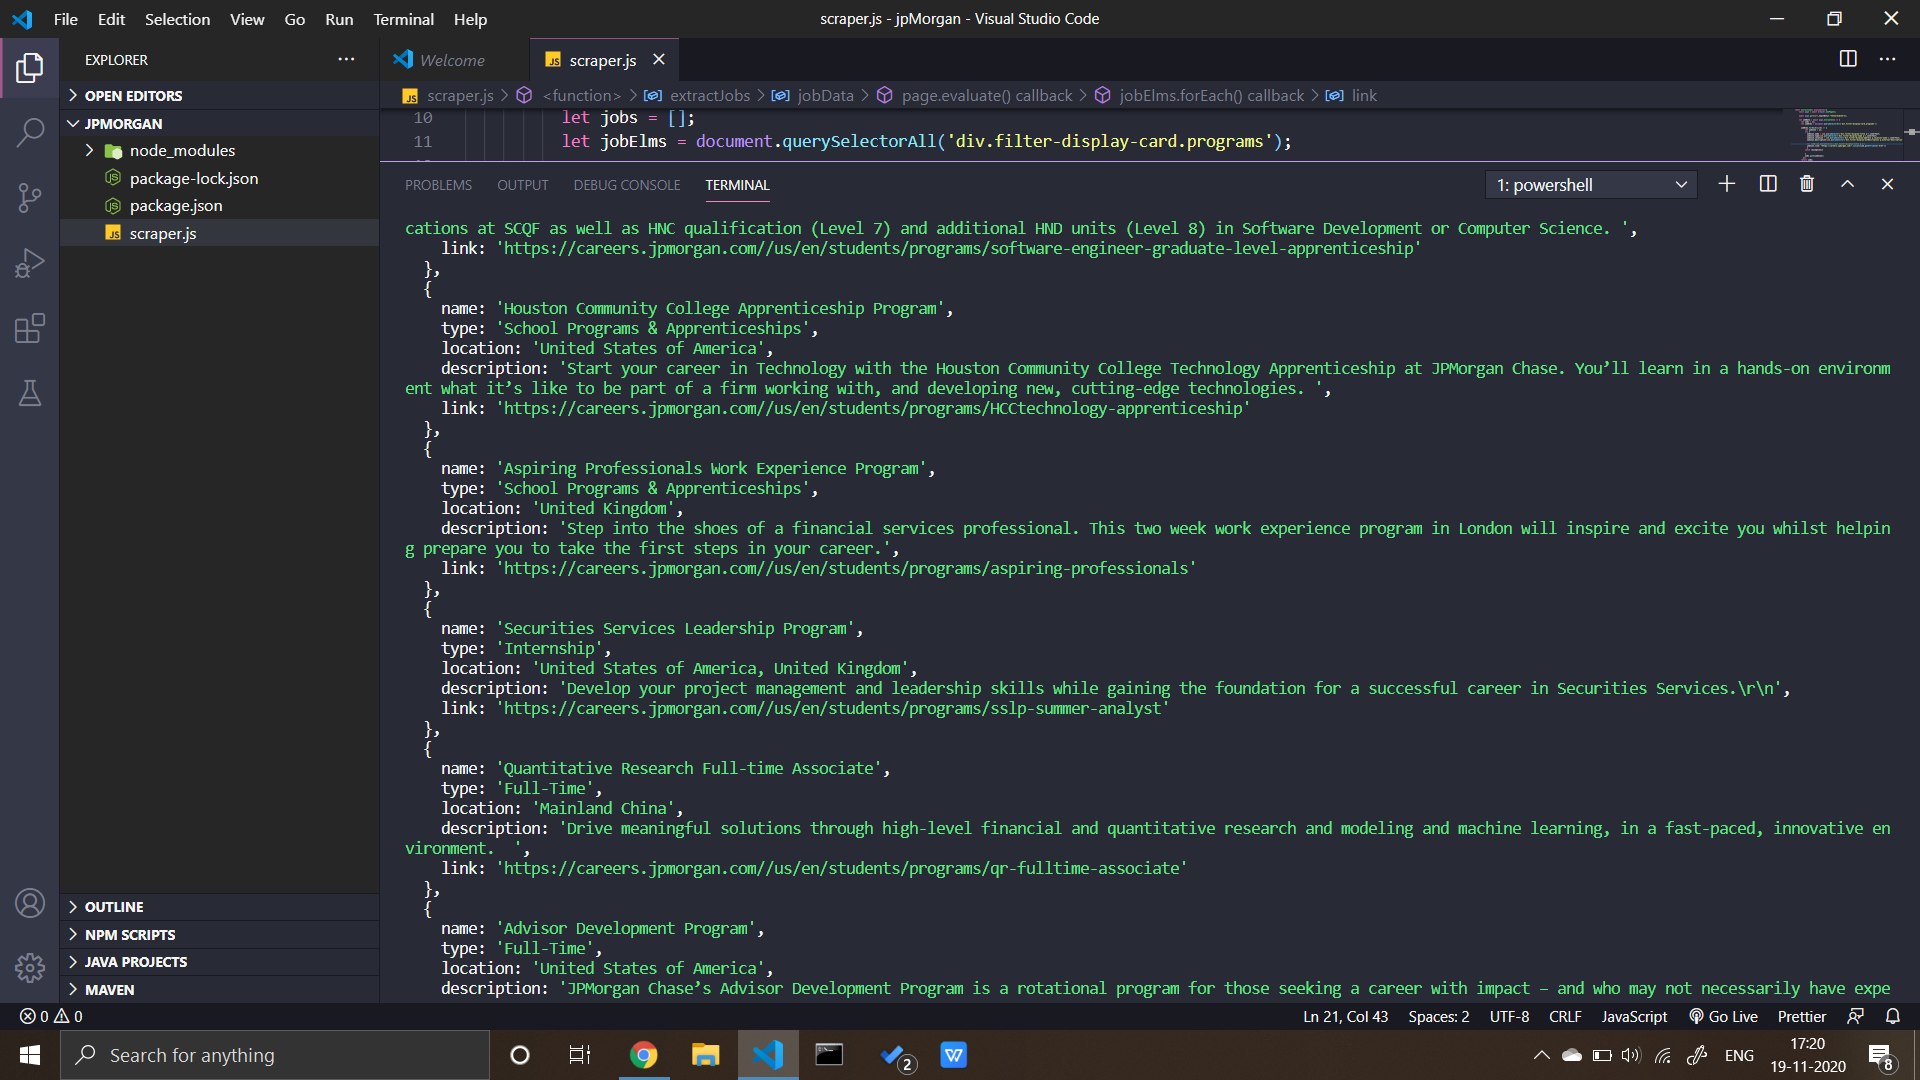 File Edit Selection View Go Run Terminal Help
scraper.js - jpMorgan - Visual Studio Code
EXPLORER
Welcome
scraper.js
OPEN EDITORS
JPMORGAN
node_modules
package-lock.json
package.json
scraper.js
OUTLINE
NPM SCRIPTS
JAVA PROJECTS
MAVEN
scraper.js > <function> > extractJobs > jobData > page.evaluate() callback > jobElms.forEach() callback > link
10 let jobs = [];
11 let jobElms = document.querySelectorAll('div.filter-display-card.programs');
PROBLEMS OUTPUT DEBUG CONSOLE TERMINAL
1: powershell
cations at SCQF as well as HNC qualification (Level 7) and additional HND units (Level 8) in Software Development or Computer Science. ',
link: 'https://careers.jpmorgan.com//us/en/students/programs/software-engineer-graduate-level-apprenticeship'
},
{
name: 'Houston Community College Apprenticeship Program',
type: 'School Programs & Apprenticeships',
location: 'United States of America',
description: 'Start your career in Technology with the Houston Community College Technology Apprenticeship at JPMorgan Chase. You’ll learn in a hands-on environm
ent what it’s like to be part of a firm working with, and developing new, cutting-edge technologies. ',
link: 'https://careers.jpmorgan.com//us/en/students/programs/HCCtechnology-apprenticeship'
},
{
name: 'Aspiring Professionals Work Experience Program',
type: 'School Programs & Apprenticeships',
location: 'United Kingdom',
description: 'Step into the shoes of a financial services professional. This two week work experience program in London will inspire and excite you whilst helpin
g prepare you to take the first steps in your career.',
link: 'https://careers.jpmorgan.com//us/en/students/programs/aspiring-professionals'
},
{
name: 'Securities Services Leadership Program',
type: 'Internship',
location: 'United States of America, United Kingdom',
description: 'Develop your project management and leadership skills while gaining the foundation for a successful career in Securities Services.\r\n',
link: 'https://careers.jpmorgan.com//us/en/students/programs/sslp-summer-analyst'
},
{
name: 'Quantitative Research Full-time Associate',
type: 'Full-Time',
location: 'Mainland China',
description: 'Drive meaningful solutions through high-level financial and quantitative research and modeling and machine learning, in a fast-paced, innovative en
vironment.  ',
link: 'https://careers.jpmorgan.com//us/en/students/programs/qr-fulltime-associate'
},
{
name: 'Advisor Development Program',
type: 'Full-Time',
location: 'United States of America',
description: 'JPMorgan Chase’s Advisor Development Program is a rotational program for those seeking a career with impact – and who may not necessarily have expe
0 0
Ln 21, Col 43 Spaces: 2 UTF-8 CRLF JavaScript Go Live Prettier
Search for anything
2
W
ENG
17:20
19-11-2020
8